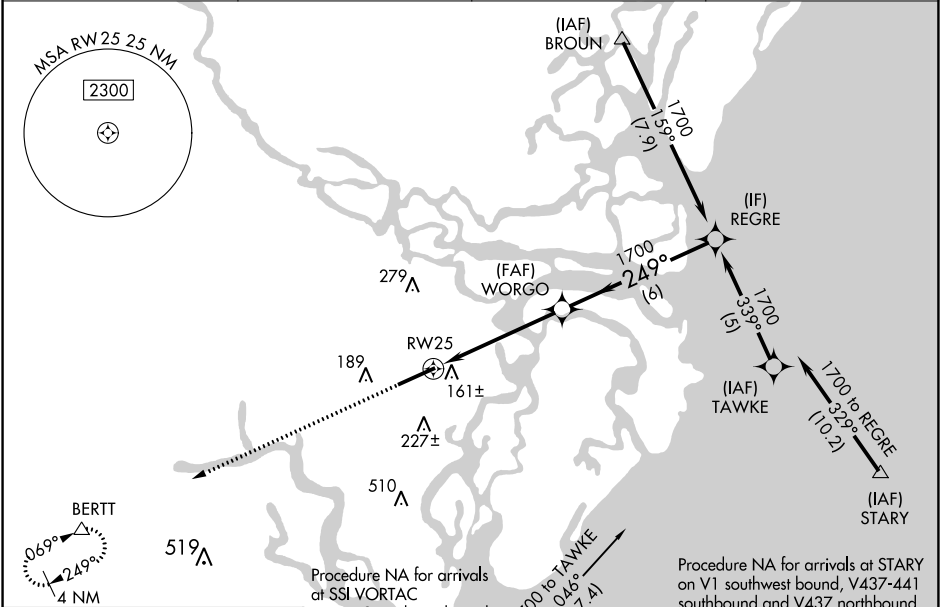 MSA RW25 25 NM
2300
(IAF)
BROUN
1700
159°
(7.9)
(IF)
REGRE
1700
249°
(6)
(FAF)
WORGO
279
RW25
189
161±
227±
510
519
1700
339°
(5)
(IAF)
TAWKE
1700 to REGRE
329°
(10.2)
(IAF)
STARY
BERTT
069°
249°
4 NM
Procedure NA for arrivals
at SSI VORTAC
to TAWKE
046°
Procedure NA for arrivals at STARY
on V1 southwest bound, V437-441
southbound and V437 northbound